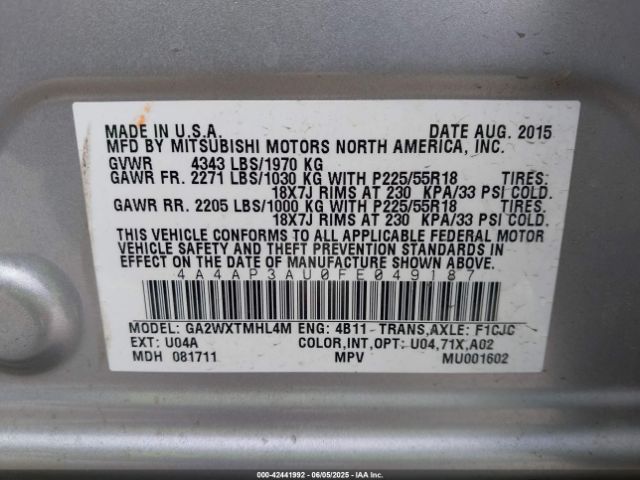 MADE IN U.S.A. DATE AUG. 2015
MFD BY MITSUBISHI MOTORS NORTH AMERICA, INC.
GVWR 4343 LBS/1970 KG
GAWR FR. 2271 LBS/1030 KG WITH P225/55R18 TIRES:
18X7J RIMS AT 230 KPA/33 PSI COLD.
GAWR RR. 2205 LBS/1000 KG WITH P225/55R18 TIRES.
18X7J RIMS AT 230 KPA/33 PSI COLD.
THIS VEHICLE CONFORMS TO ALL APPLICABLE FEDERAL MOTOR
VEHICLE SAFETY AND THEFT PREVENTION STANDARDS IN
EFFECT ON THE DATE OF MANUFACTURE SHOWN ABOVE.
4A4AP3AU0FE049187
MODEL: GA2WXTMHL4M ENG: 4B11 TRANS,AXLE: F1CJC
EXT: U04A COLOR,INT,OPT: U04,71X,A02
MDH 081711 MPV MU001602
000-42441992 - 06/05/2025 - IAA Inc.